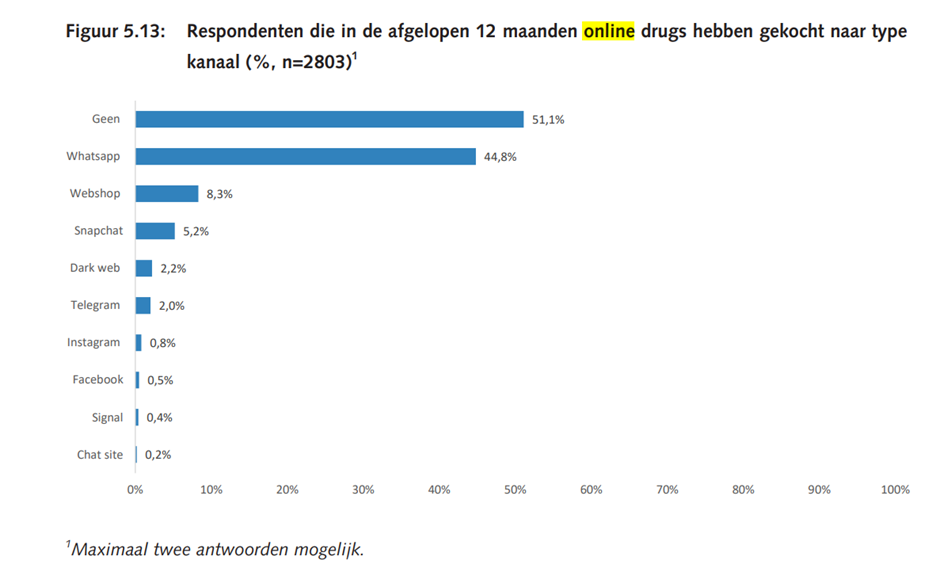 Figuur 5.13: Respondenten die in de afgelopen 12 maanden online drugs hebben gekocht naar type
kanaal (%, n=2803)¹
Geen 51,1%
Whatsapp 44,8%
Webshop 8,3%
Snapchat 5,2%
Dark web 2,2%
Telegram 2,0%
Instagram 0,8%
Facebook 0,5%
Signal 0,4%
Chat site 0,2%
0% 10% 20% 30% 40% 50% 60% 70% 80% 90% 100%
¹Maximaal twee antwoorden mogelijk.